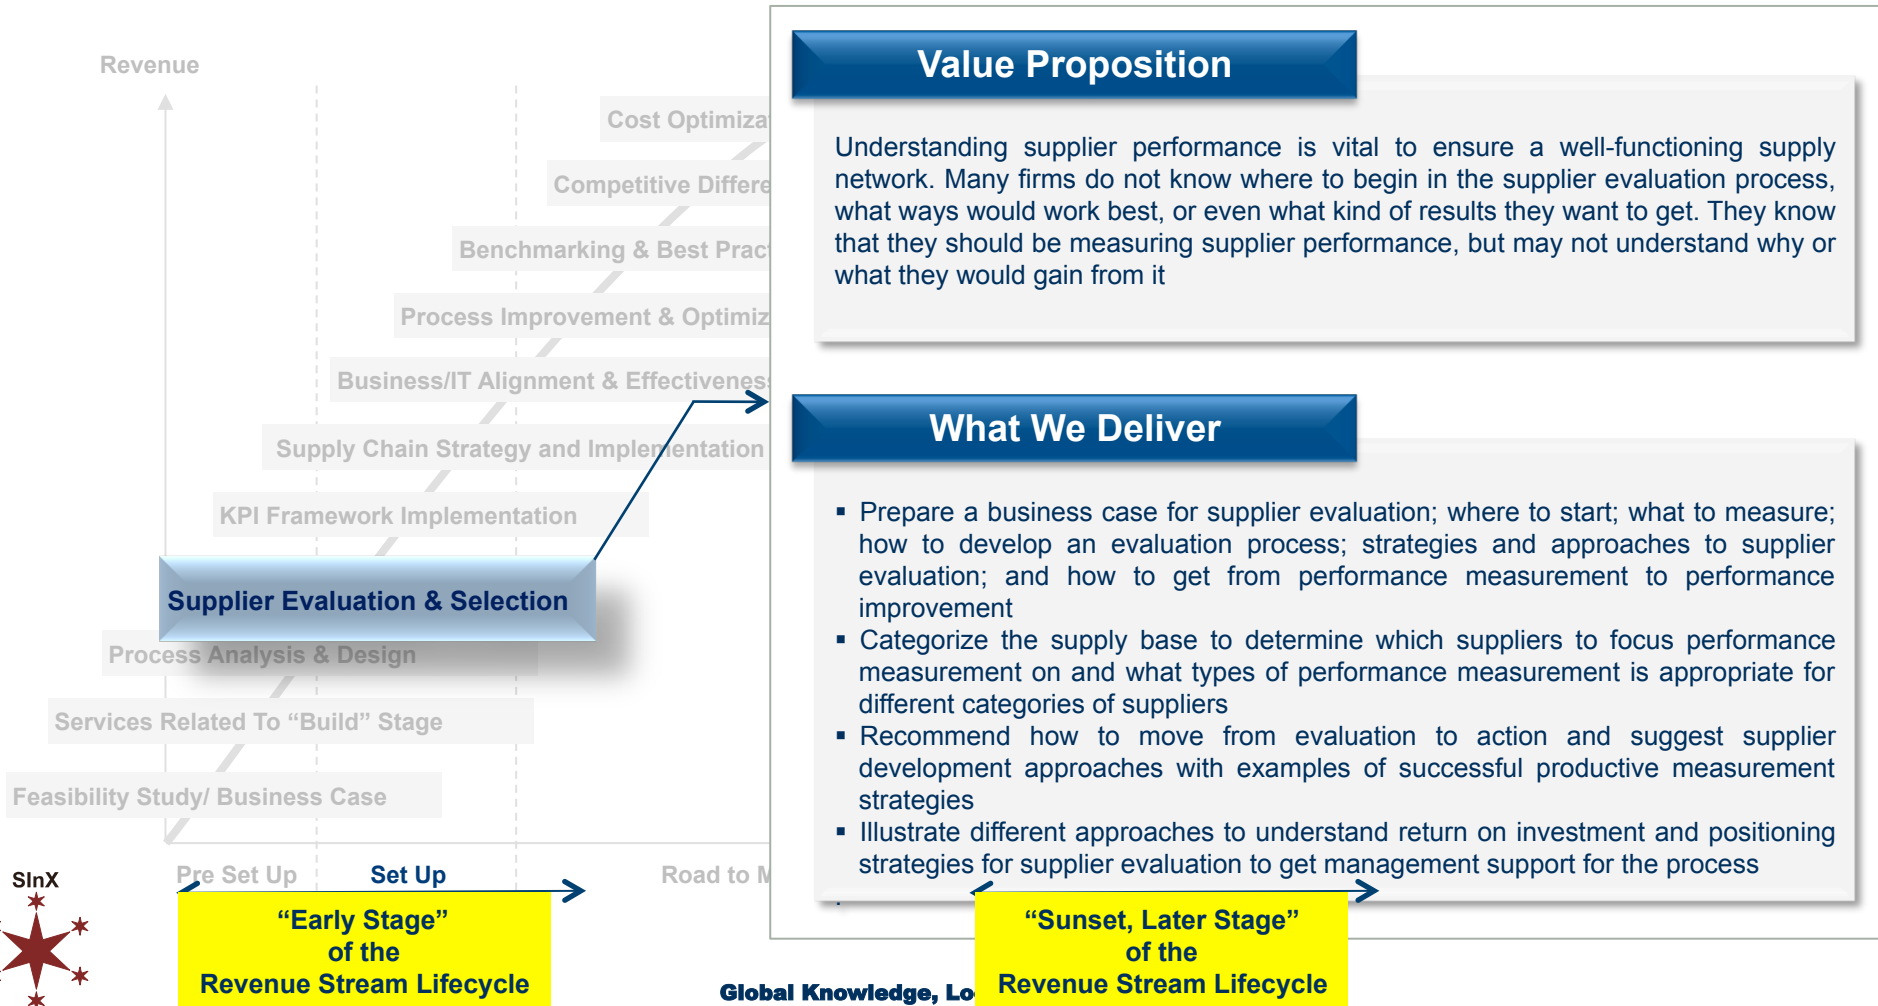 Revenue
Cost Optimiza
Competitive Differe
Benchmarking & Best Pract
Process Improvement & Optimiz
Business/IT Alignment & Effectiveness
Supply Chain Strategy and Implementation
KPI Framework Implementation
Supplier Evaluation & Selection
Process Analysis & Design
Services Related To “Build” Stage
Feasibility Study/ Business Case
Pre Set Up
Set Up
Road to M
Value Proposition
Understanding supplier performance is vital to ensure a well-functioning supply
network. Many firms do not know where to begin in the supplier evaluation process,
what ways would work best, or even what kind of results they want to get. They know
that they should be measuring supplier performance, but may not understand why or
what they would gain from it
What We Deliver
▪ Prepare a business case for supplier evaluation; where to start; what to measure;
how to develop an evaluation process; strategies and approaches to supplier
evaluation; and how to get from performance measurement to performance
improvement
▪ Categorize the supply base to determine which suppliers to focus performance
measurement on and what types of performance measurement is appropriate for
different categories of suppliers
▪ Recommend how to move from evaluation to action and suggest supplier
development approaches with examples of successful productive measurement
strategies
▪ Illustrate different approaches to understand return on investment and positioning
strategies for supplier evaluation to get management support for the process
.
SInX
“Early Stage”
of the
Revenue Stream Lifecycle
“Sunset, Later Stage”
of the
Revenue Stream Lifecycle
Global Knowledge, Lo